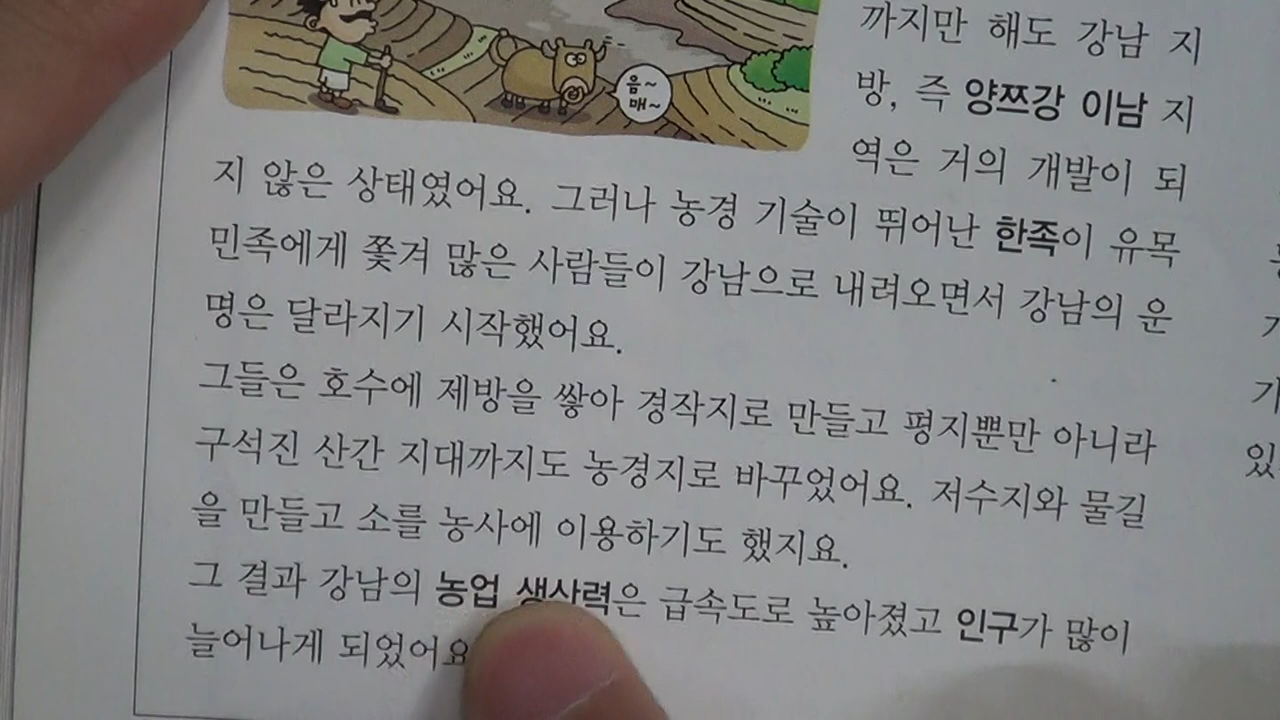 음~
매~
까지만 해도 강남 지
방, 즉 양쯔강 이남 지
역은 거의 개발이 되
지 않은 상태였어요. 그러나 농경 기술이 뛰어난 한족이 유목
민족에게 쫓겨 많은 사람들이 강남으로 내려오면서 강남의 운
명은 달라지기 시작했어요.
그들은 호수에 제방을 쌓아 경작지로 만들고 평지뿐만 아니라
구석진 산간 지대까지도 농경지로 바꾸었어요. 저수지와 물길
을 만들고 소를 농사에 이용하기도 했지요.
그 결과 강남의 농업 생산력은 급속도로 높아졌고 인구가 많이
늘어나게 되었어요
있